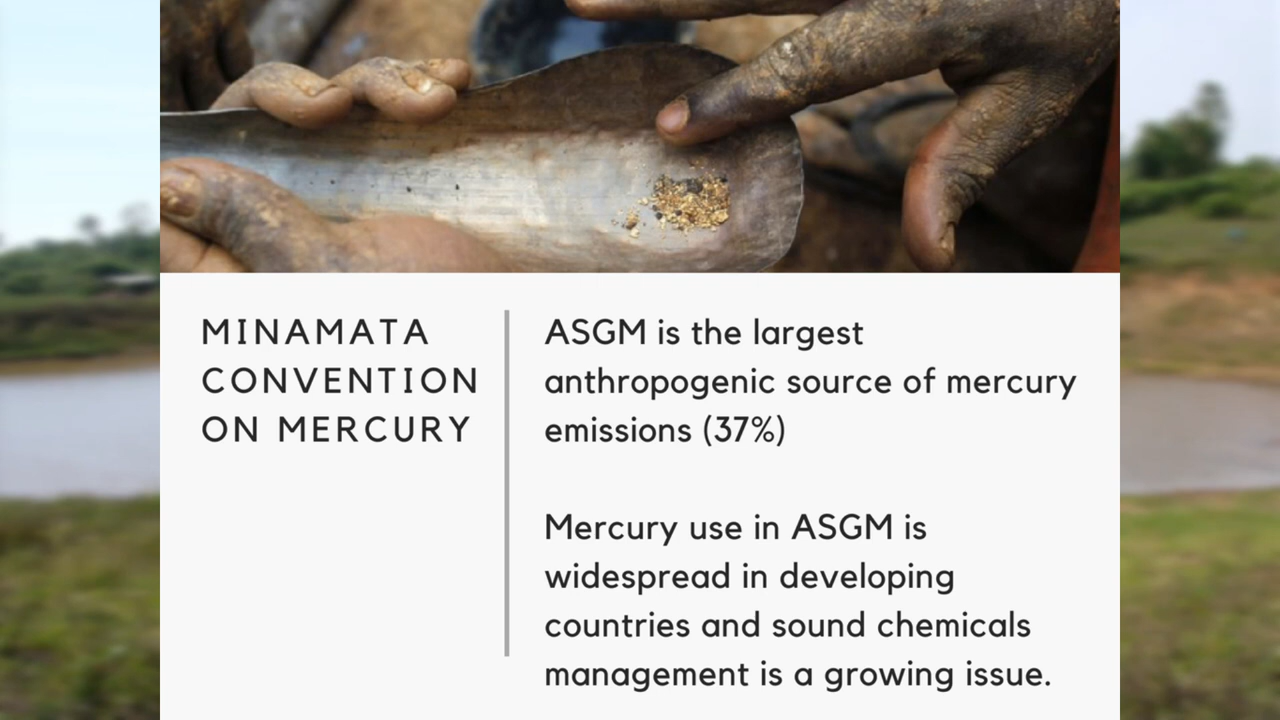 MINAMATA
CONVENTION
ON MERCURY
ASGM is the largest
anthropogenic source of mercury
emissions (37%)
Mercury use in ASGM is
widespread in developing
countries and sound chemicals
management is a growing issue.